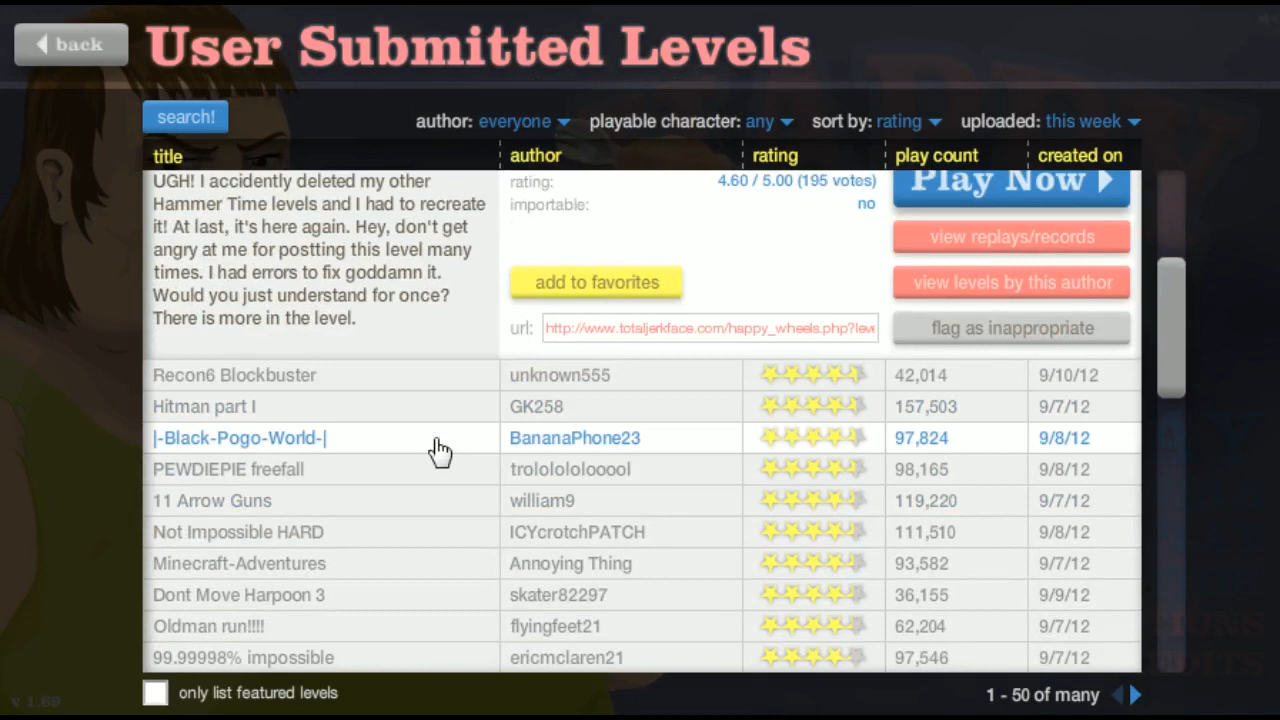 back
User Submitted Levels
search!
author: everyone playable character: any sort by: rating uploaded: this week
title author rating play count created on
UGH! I accidently deleted my other
Hammer Time levels and I had to recreate
it! At last, it's here again. Hey, don't get
angry at me for postting this level many
times. I had errors to fix goddamn it.
Would you just understand for once?
There is more in the level.
rating: 4.60 / 5.00 (195 votes)
importable: no
add to favorites
url: http://www.totaljerkface.com/happy_wheels.php?leve
Play Now
view replays/records
view levels by this author
flag as inappropriate
Recon6 Blockbuster unknown555 42,014 9/10/12
Hitman part I GK258 157,503 9/7/12
|-Black-Pogo-World-| BananaPhone23 97,824 9/8/12
PEWDIEPIE freefall trololololoool 98,165 9/8/12
11 Arrow Guns william9 119,220 9/7/12
Not Impossible HARD ICYcrotchPATCH 111,510 9/8/12
Minecraft-Adventures Annoying Thing 93,582 9/7/12
Dont Move Harpoon 3 skater82297 36,155 9/9/12
Oldman run!!!! flyingfeet21 62,204 9/7/12
99.99998% impossible ericmclaren21 97,546 9/7/12
only list featured levels
1 - 50 of many
v 1.69